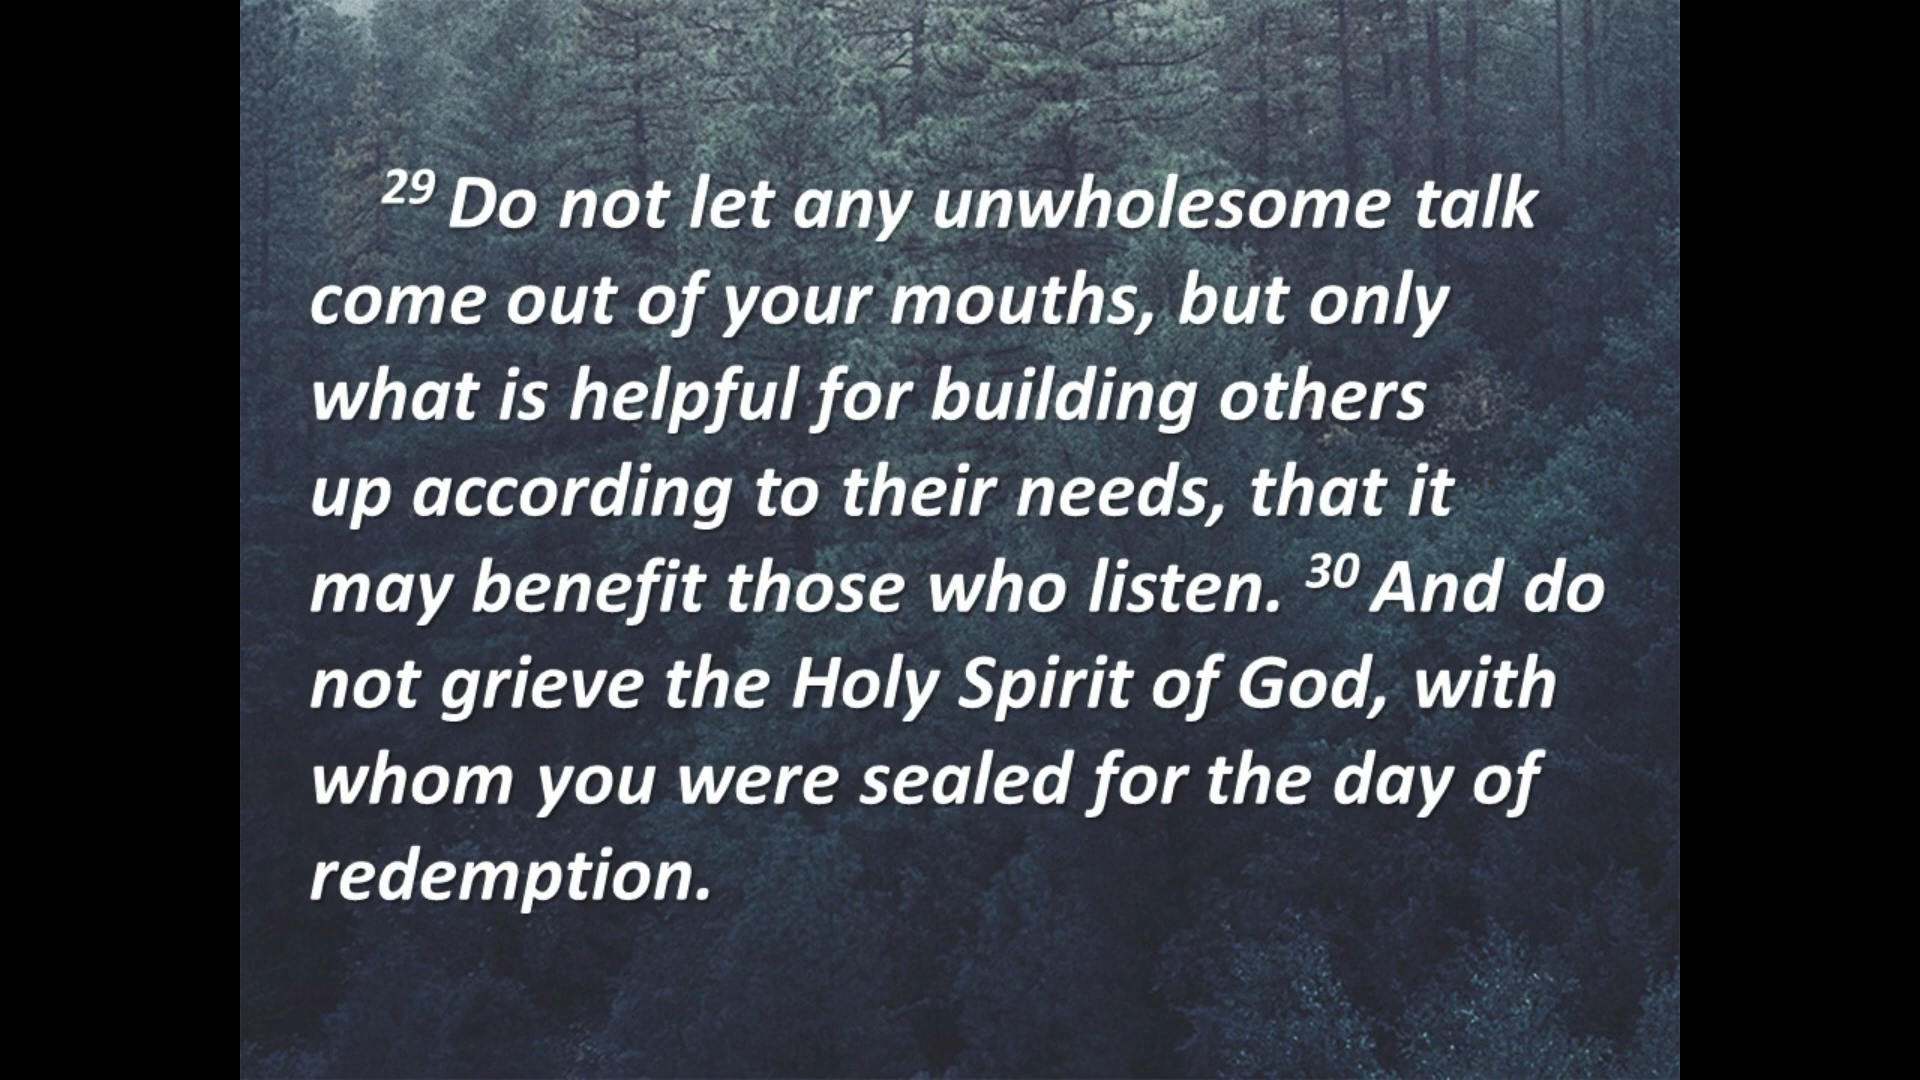 29 Do not let any unwholesome talk
come out of your mouths, but only
what is helpful for building others
up according to their needs, that it
may benefit those who listen. 30 And do
not grieve the Holy Spirit of God, with
whom you were sealed for the day of
redemption.